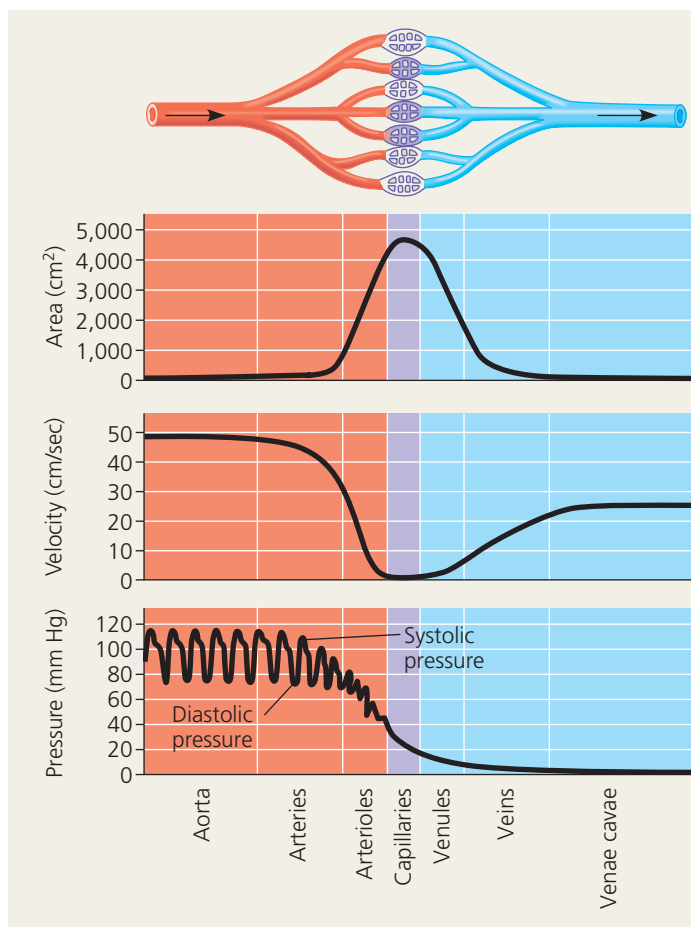 Area (cm²)
5,000
4,000
3,000
2,000
1,000
0
Velocity (cm/sec)
50
40
30
20
10
0
Pressure (mm Hg)
120
100
80
60
40
20
0
Systolic
pressure
Diastolic
pressure
Aorta
Arteries
Arterioles
Capillaries
Venules
Veins
Venae cavae